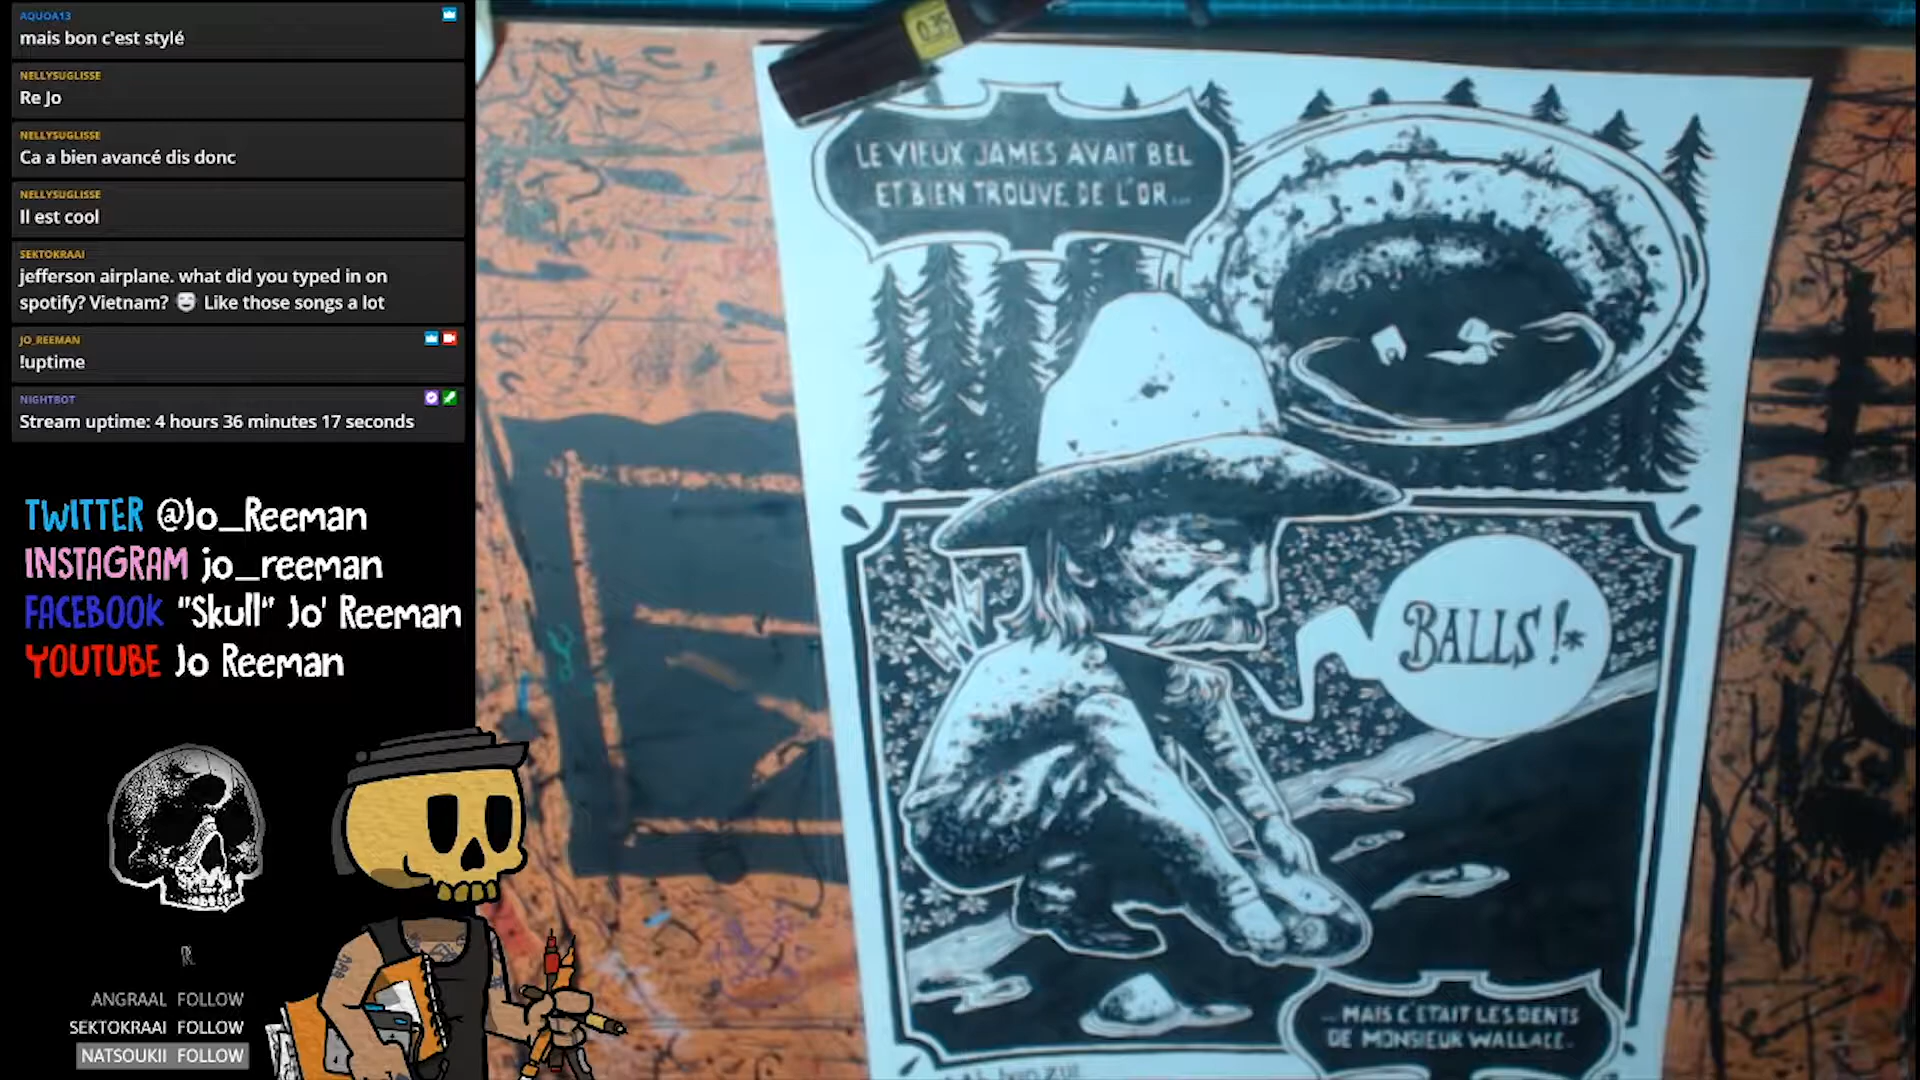 AQUOA13
mais bon c'est stylé
NELLYSUGLISSE
Re Jo
NELLYSUGLISSE
Ca a bien avancé dis donc
NELLYSUGLISSE
Il est cool
SEKTOKRAAI
jefferson airplane. what did you typed in on
spotify? Vietnam? Like those songs a lot
JO_REEMAN
!uptime
NIGHTBOT
Stream uptime: 4 hours 36 minutes 17 seconds
TWITTER @Jo_Reeman
INSTAGRAM jo_reeman
FACEBOOK "Skull" Jo' Reeman
YOUTUBE Jo Reeman
ANGRAAL FOLLOW
SEKTOKRAAI FOLLOW
NATSOUKII FOLLOW
0.35
LE VIEUX JAMES AVAIT BEL
ET BIEN TROUVE DE L'OR...
BALLS !*
... MAIS C'ETAIT LES DENTS
DE MONSIEUR WALLACE.